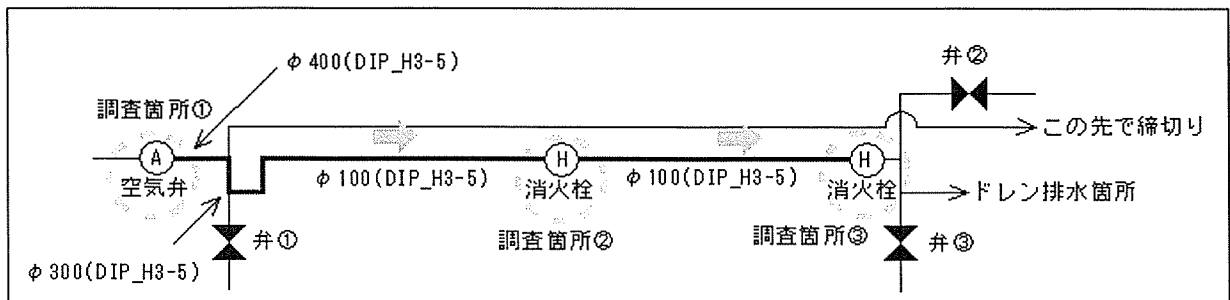 φ400(DIP_H3-5)
弁②
調査箇所①
この先で締切り
A
H
H
空気弁
φ100(DIP_H3-5)
消火栓
φ100(DIP_H3-5)
消火栓
ドレン排水箇所
弁①
調査箇所②
調査箇所③
弁③
φ300(DIP_H3-5)